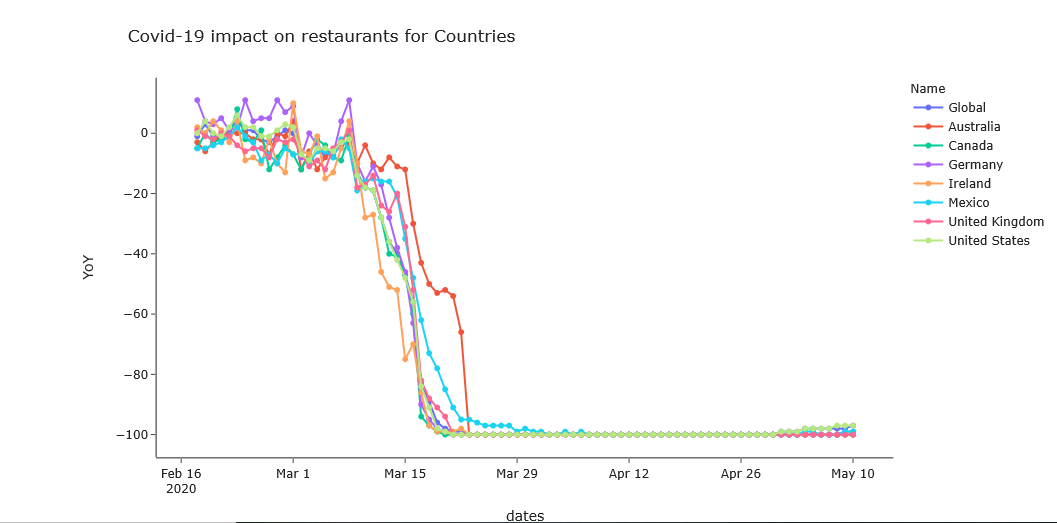 Covid-19 impact on restaurants for Countries
Name
Global
Australia
Canada
Germany
Ireland
Mexico
United Kingdom
United States
YoY
0
−20
−40
−60
−80
−100
Feb 16
2020
Mar 1
Mar 15
Mar 29
Apr 12
Apr 26
May 10
dates